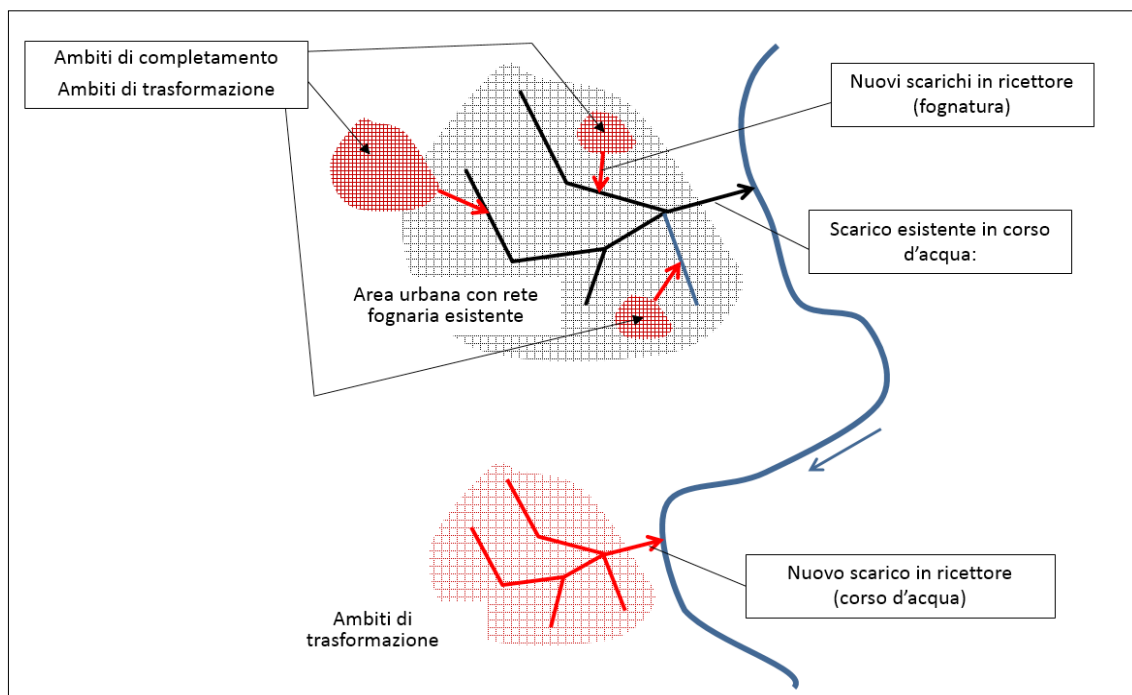 Ambiti di completamento
Ambiti di trasformazione
Nuovi scarichi in ricettore
(fognatura)
Scarico esistente in corso
d’acqua:
Area urbana con rete
fognaria esistente
Nuovo scarico in ricettore
(corso d’acqua)
Ambiti di
trasformazione